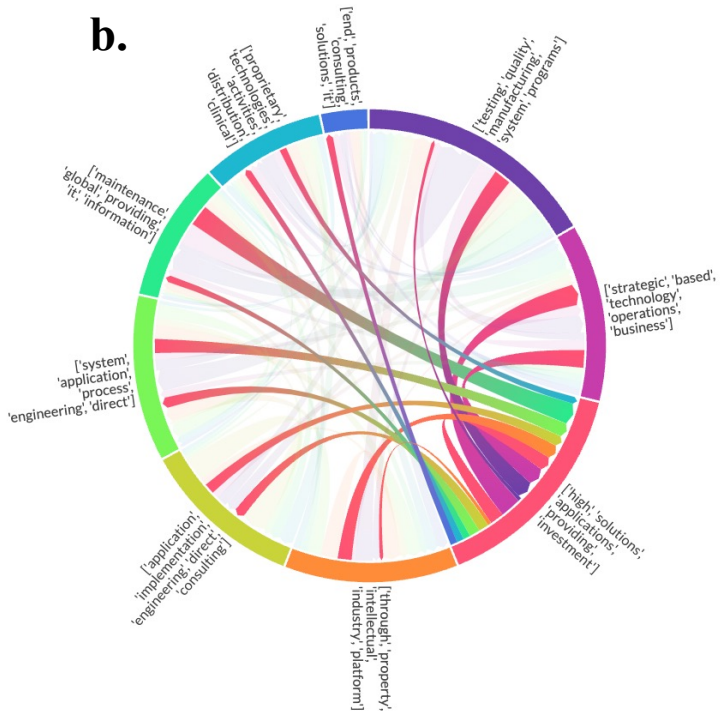 b.
['end', 'products',
'consulting',
'solutions', 'it']
['testing', 'quality',
'manufacturing',
'system', 'programs']
['strategic', 'based',
'technology',
'operations',
'business']
['high', 'solutions',
'applications',
'providing',
'investment']
['through', 'property',
'intellectual',
'industry', 'platform']
['application',
'implementation',
'engineering', 'direct',
'consulting']
['system',
'application',
'process',
'engineering', 'direct']
['maintenance',
'global', 'providing',
'it', 'information']
['proprietary',
'technologies',
'activities',
'distribution',
'clinical']